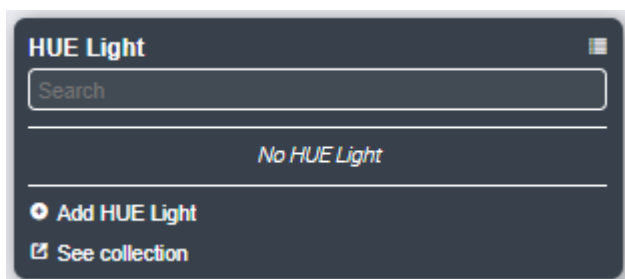 HUE Light
Search
No HUE Light
Add HUE Light
See collection